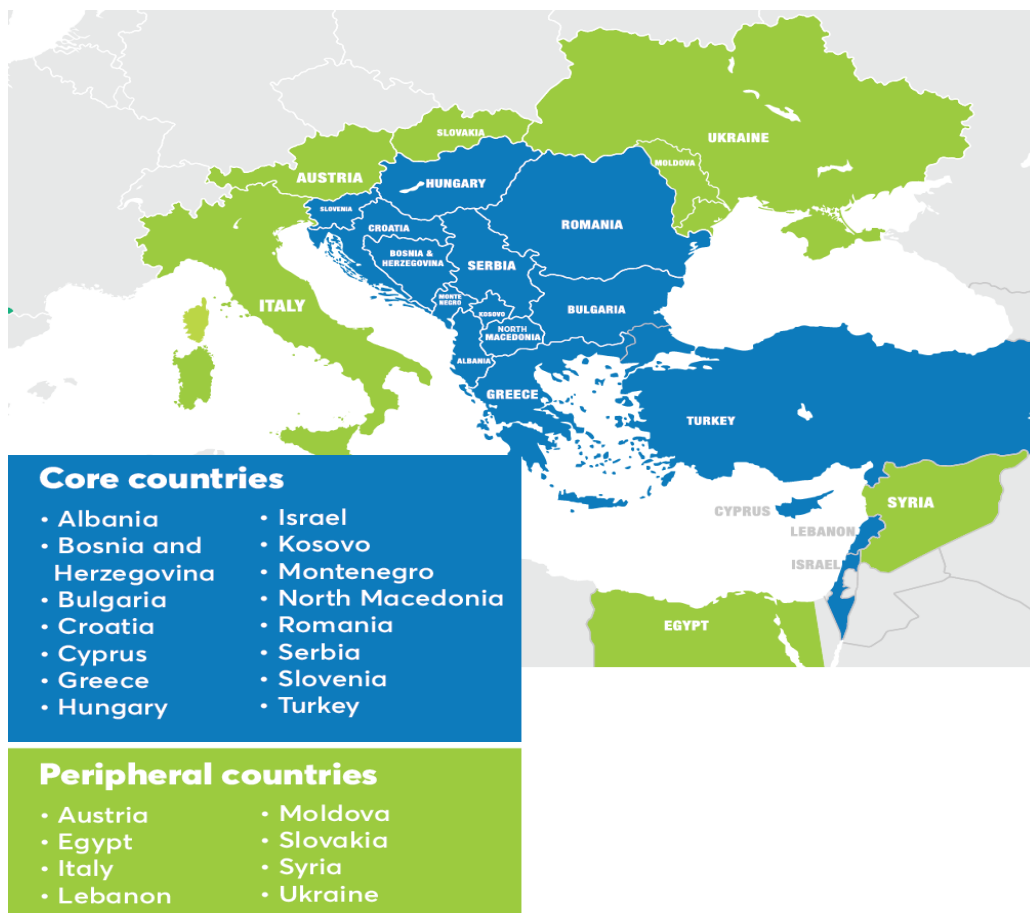 SLOVAKIA
UKRAINE
MOLDOVA
AUSTRIA
HUNGARY
SLOVENIA
CROATIA
ROMANIA
BOSNIA &
HERZEGOVINA
SERBIA
ITALY
MONTE
NEGRO
KOSOVO
BULGARIA
NORTH
MACEDONIA
ALBANIA
GREECE
TURKEY
SYRIA
CYPRUS
LEBANON
ISRAEL
EGYPT
Core countries
• Albania
• Bosnia and
Herzegovina
• Bulgaria
• Croatia
• Cyprus
• Greece
• Hungary
• Israel
• Kosovo
• Montenegro
• North Macedonia
• Romania
• Serbia
• Slovenia
• Turkey
Peripheral countries
• Austria
• Egypt
• Italy
• Lebanon
• Moldova
• Slovakia
• Syria
• Ukraine